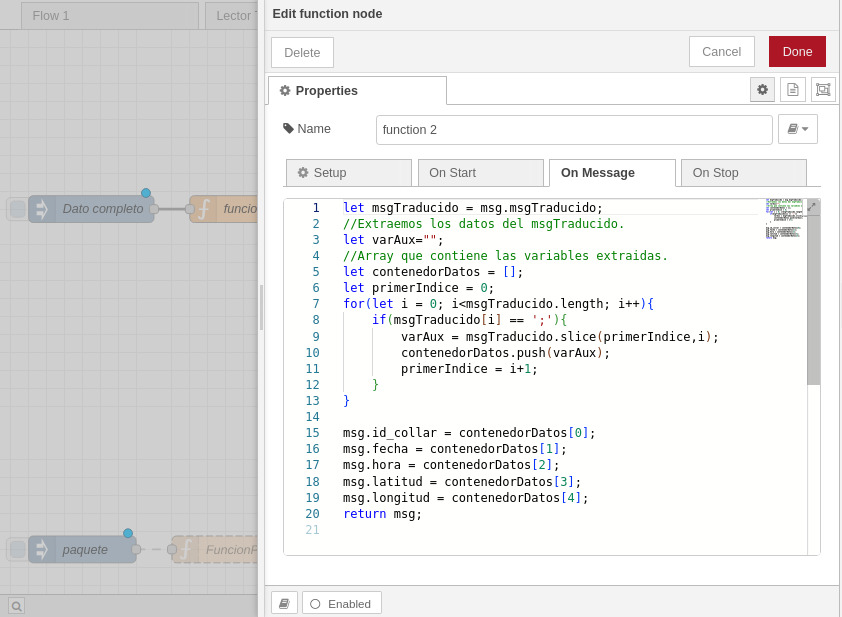 Flow 1
Lector
Edit function node
Delete
Cancel
Done
Properties
Name
function 2
Setup
On Start
On Message
On Stop
Dato completo
funcio
paquete
FuncionP
1 let msgTraducido = msg.msgTraducido;
2 //Extraemos los datos del msgTraducido.
3 let varAux="";
4 //Array que contiene las variables extraidas.
5 let contenedorDatos = [];
6 let primerIndice = 0;
7 for(let i = 0; i<msgTraducido.length; i++){
8 if(msgTraducido[i] == ';'){
9 varAux = msgTraducido.slice(primerIndice,i);
10 contenedorDatos.push(varAux);
11 primerIndice = i+1;
12 }
13 }
14
15 msg.id_collar = contenedorDatos[0];
16 msg.fecha = contenedorDatos[1];
17 msg.hora = contenedorDatos[2];
18 msg.latitud = contenedorDatos[3];
19 msg.longitud = contenedorDatos[4];
20 return msg;
21
Enabled